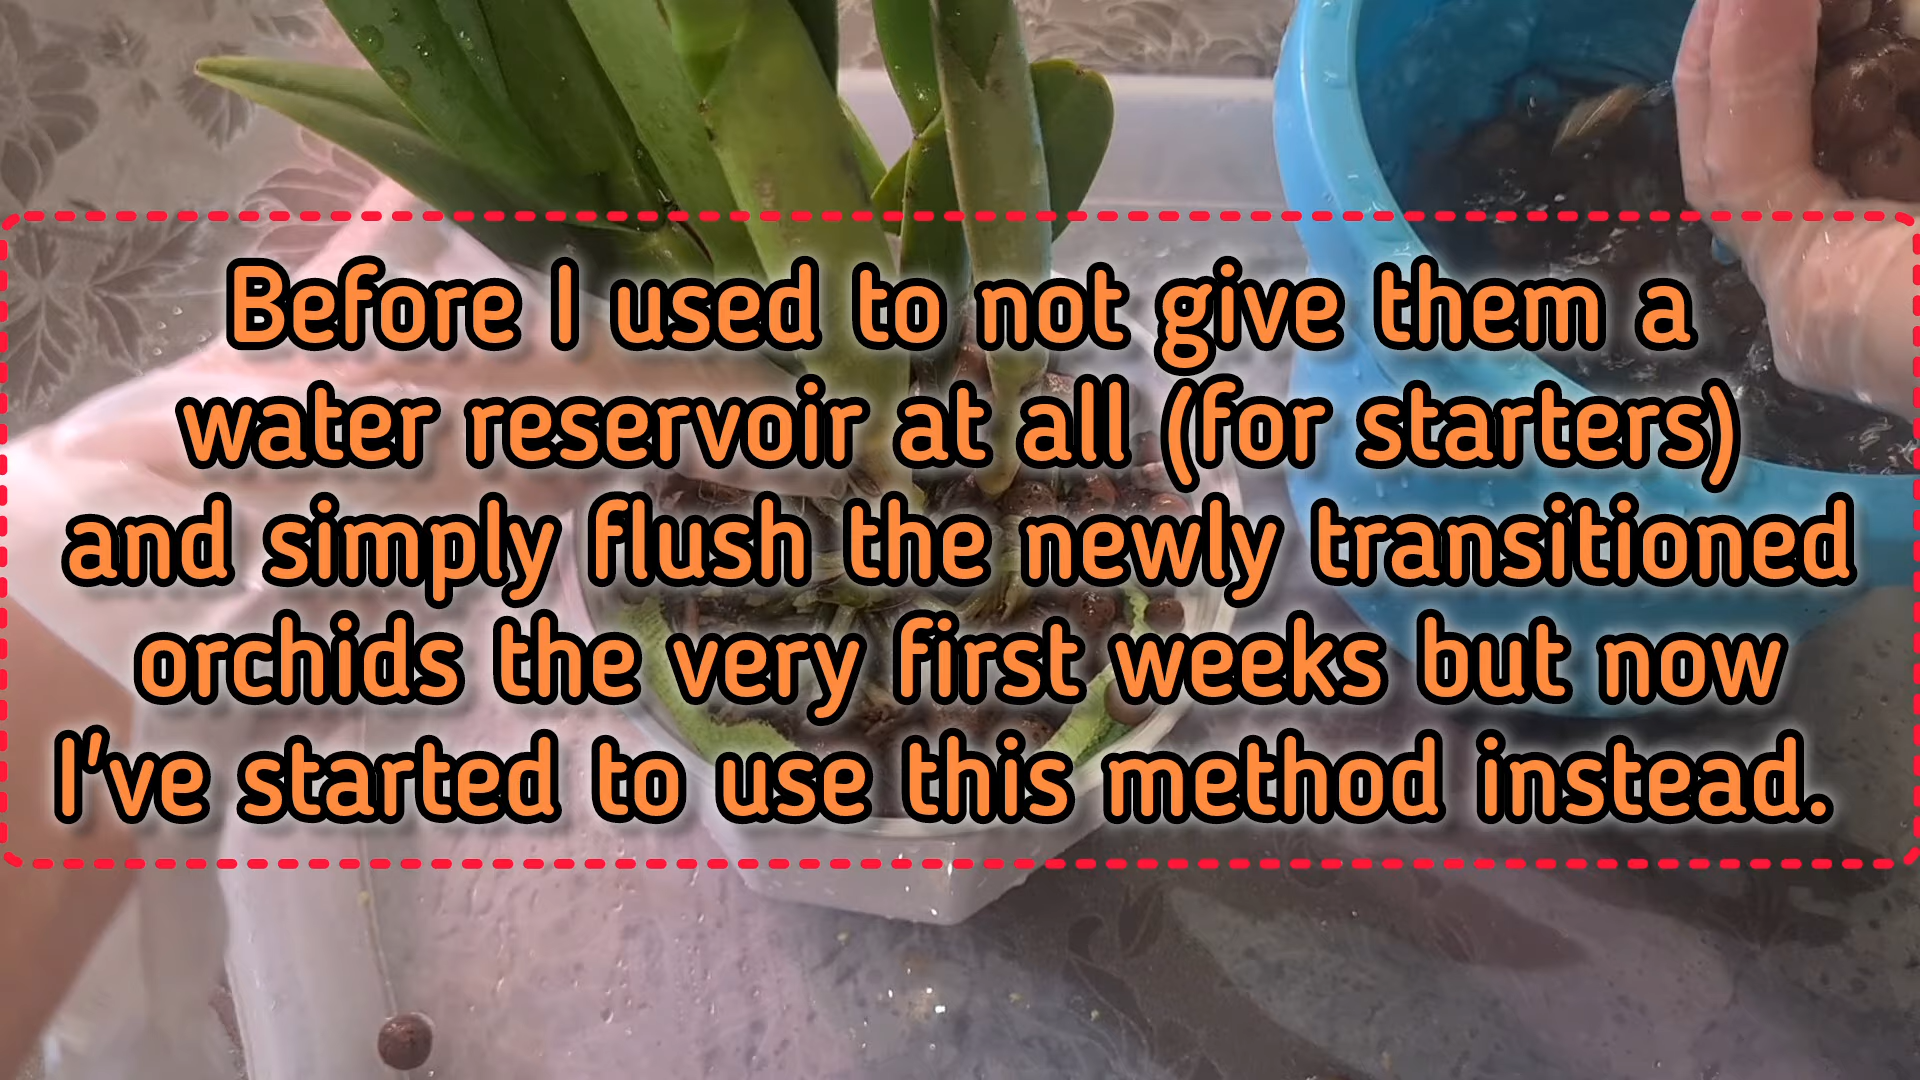 Before I used to not give them a
water reservoir at all (for starters)
and simply flush the newly transitioned
orchids the very first weeks but now
I've started to use this method instead.